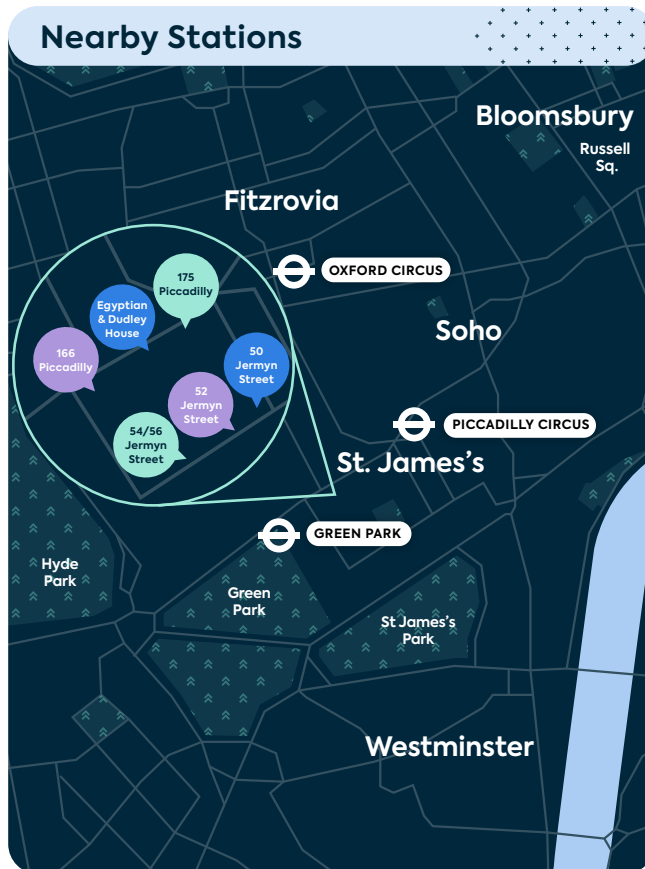 Nearby Stations
Bloomsbury
Russell
Sq.
Fitzrovia
OXFORD CIRCUS
175
Piccadilly
Egyptian
& Dudley
House
166
Piccadilly
50
Jermyn
Street
52
Jermyn
Street
54/56
Jermyn
Street
Soho
PICCADILLY CIRCUS
St. James’s
GREEN PARK
Hyde
Park
Green
Park
St James’s
Park
Westminster